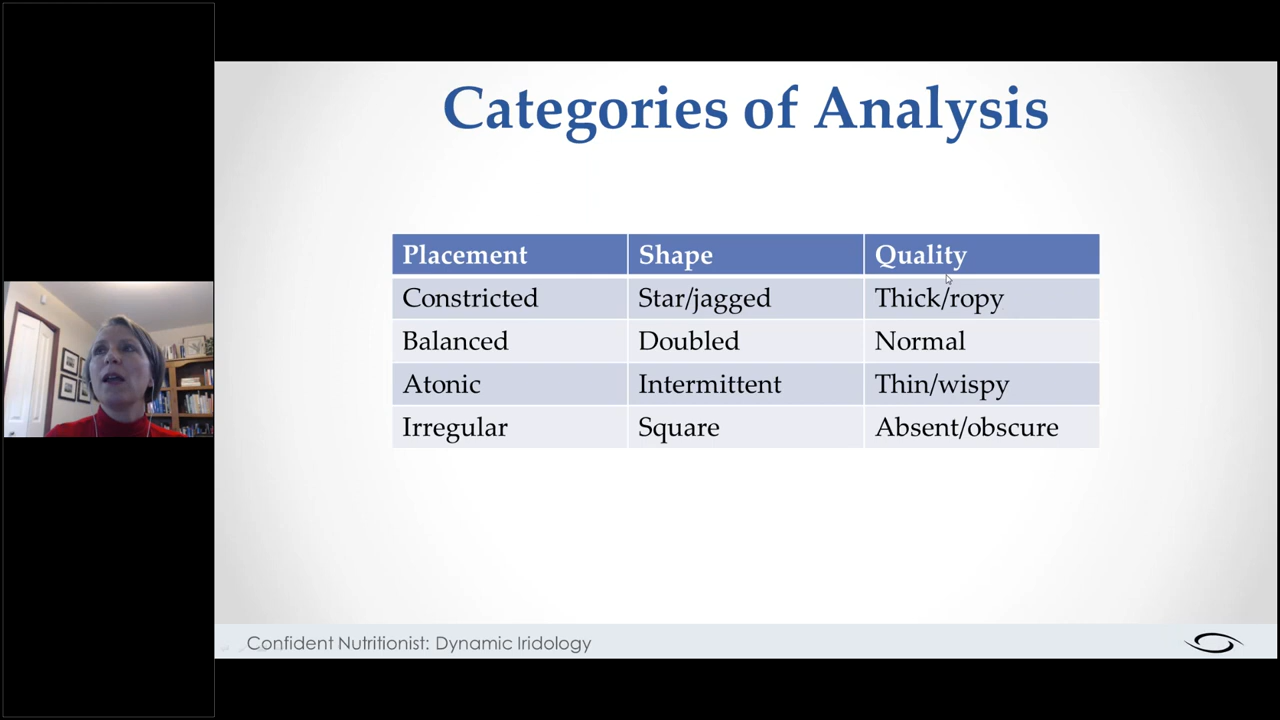 Categories of Analysis
Placement Shape Quality
Constricted Star/jagged Thick/ropy
Balanced Doubled Normal
Atonic Intermittent Thin/wispy
Irregular Square Absent/obscure
Confident Nutritionist: Dynamic Iridology